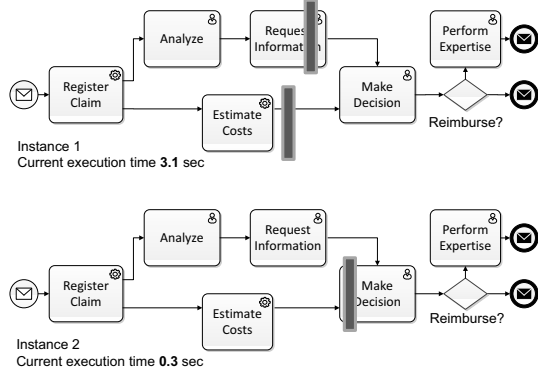 Analyze
Request
Information
Perform
Expertise
Register
Claim
Make
Decision
Estimate
Costs
Reimburse?
Instance 1
Current execution time 3.1 sec
Analyze
Request
Information
Perform
Expertise
Register
Claim
Make
Decision
Estimate
Costs
Reimburse?
Instance 2
Current execution time 0.3 sec